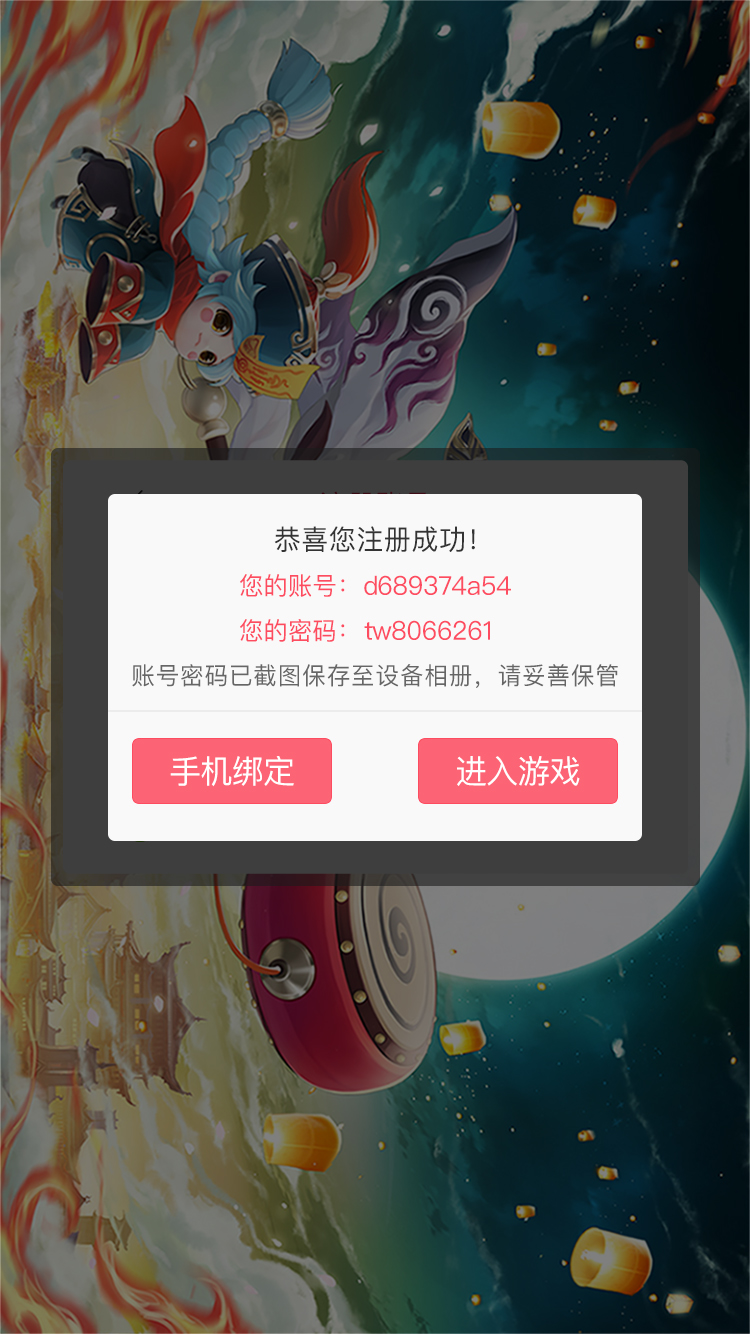 恭喜您注册成功！
您的账号：d689374a54
您的密码：tw8066261
账号密码已截图保存至设备相册，请妥善保管
手机绑定
进入游戏